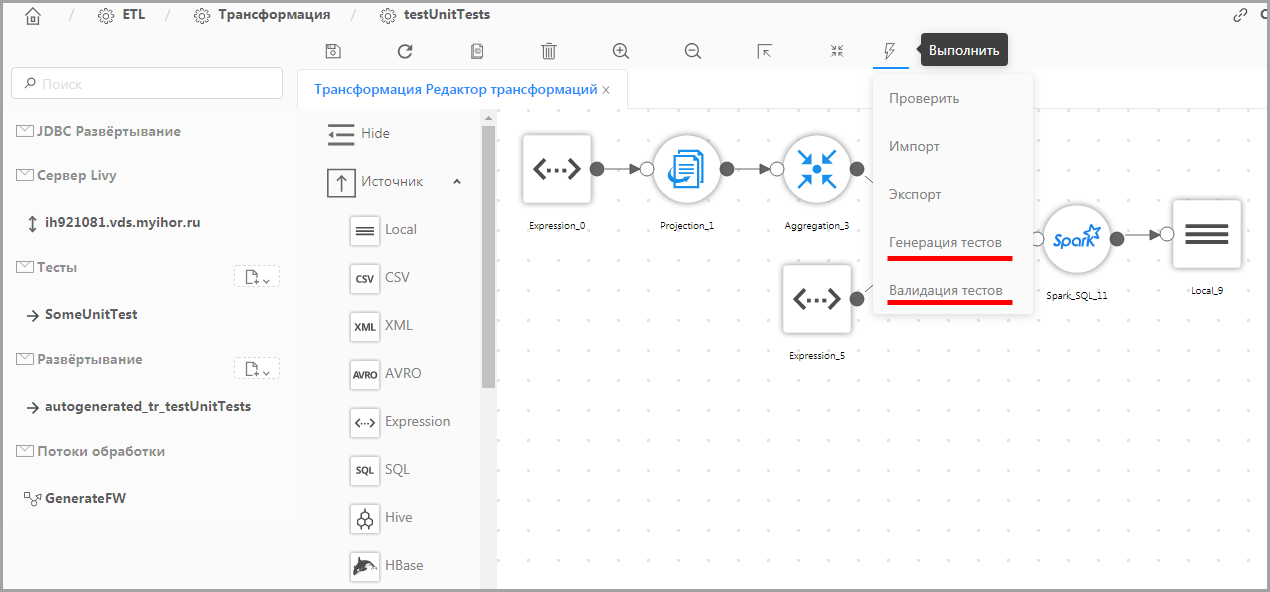 ETL / Трансформация / testUnitTests
Выполнить
Поиск
Трансформация Редактор трансформаций ×
JDBC Развёртывание
Сервер Livy
ih921081.vds.myihor.ru
Тесты
SomeUnitTest
Развёртывание
autogenerated_tr_testUnitTests
Потоки обработки
GenerateFW
Hide
Источник
Local
CSV CSV
XML XML
AVRO AVRO
Expression
SQL SQL
Hive
HBase
Проверить
Импорт
Экспорт
Генерация тестов
Валидация тестов
Expression_0
Projection_1
Aggregation_3
Expression_5
Spark
Spark_SQL_11
Local_9